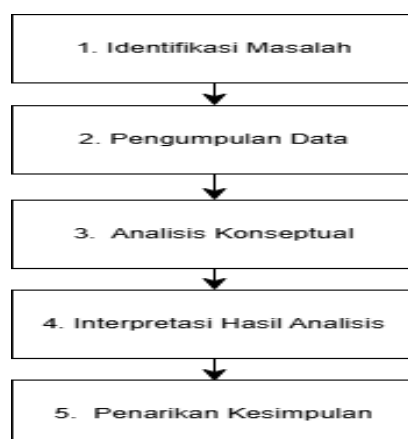 1. Identifikasi Masalah
2. Pengumpulan Data
3. Analisis Konseptual
4. Interpretasi Hasil Analisis
5. Penarikan Kesimpulan